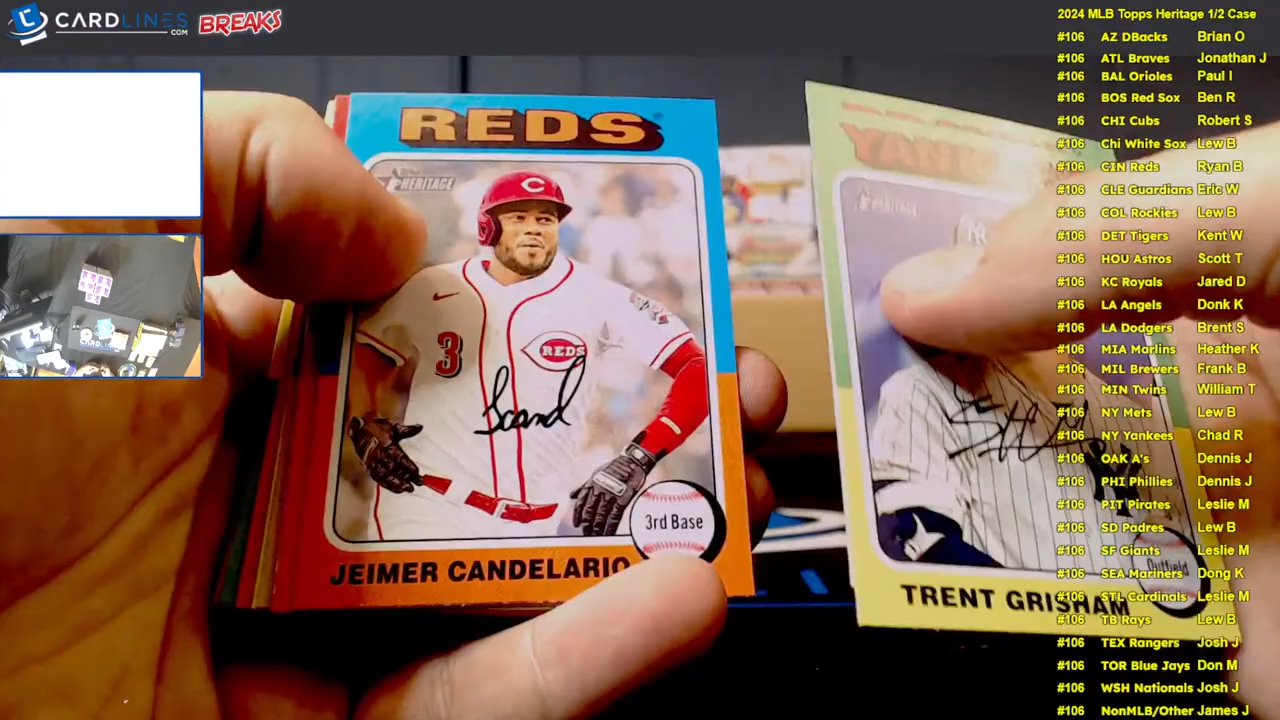 CARDLINES
.COM
BREAKS
2024 MLB Topps Heritage 1/2 Case
#106 AZ DBacks Brian O
#106 ATL Braves Jonathan J
#106 BAL Orioles Paul I
#106 BOS Red Sox Ben R
#106 CHI Cubs Robert S
#106 Chi White Sox Lew B
#106 CIN Reds Ryan B
#106 CLE Guardians Eric W
#106 COL Rockies Lew B
#106 DET Tigers Kent W
#106 HOU Astros Scott T
#106 KC Royals Jared D
#106 LA Angels Donk K
#106 LA Dodgers Brent S
#106 MIA Marlins Heather K
#106 MIL Brewers Frank B
#106 MIN Twins William T
#106 NY Mets Lew B
#106 NY Yankees Chad R
#106 OAK A's Dennis J
#106 PHI Phillies Dennis J
#106 PIT Pirates Leslie M
#106 SD Padres Lew B
#106 SF Giants Leslie M
#106 SEA Mariners Dong K
#106 STL Cardinals Leslie M
#106 TB Rays Lew B
#106 TEX Rangers Josh J
#106 TOR Blue Jays Don M
#106 WSH Nationals Josh J
#106 NonMLB/Other James J
REDS
HERITAGE
C
3
REDS
3rd Base
JEIMER CANDELARIO
HERITAGE
NY
Outfield
TRENT GRISHAM